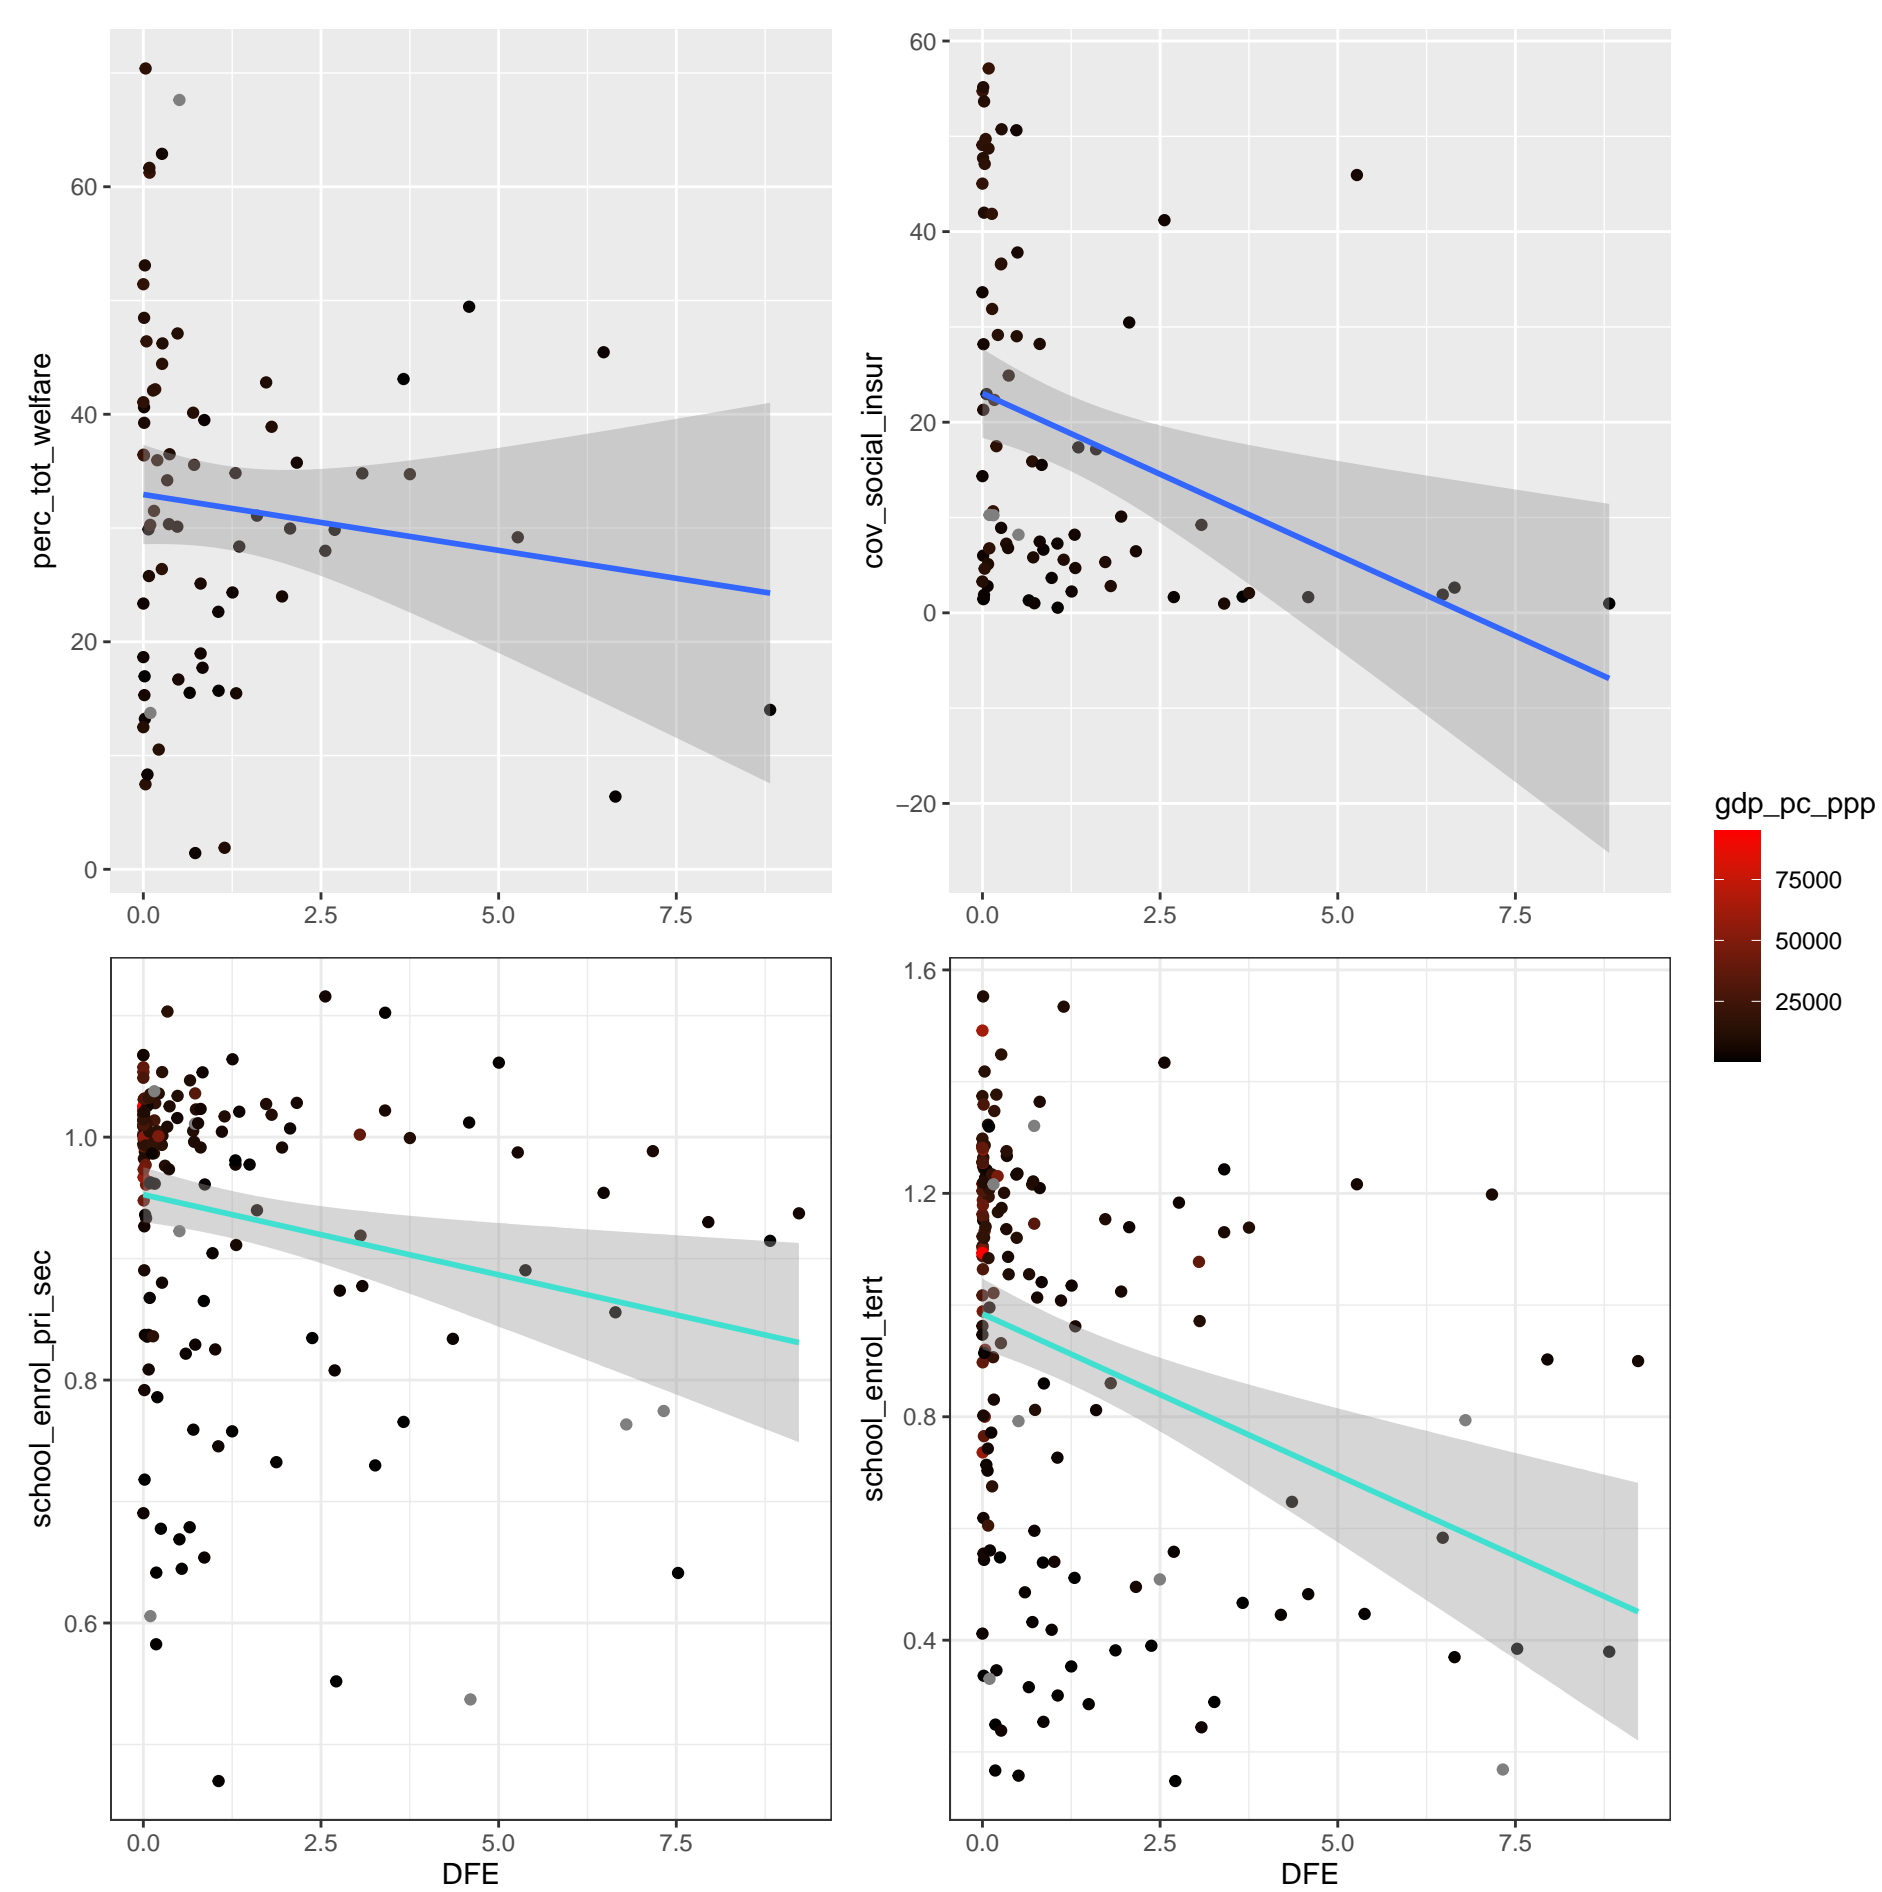 perc_tot_welfare
60
40
20
0
0.0 2.5 5.0 7.5
cov_social_insur
60
40
20
0
−20
0.0 2.5 5.0 7.5
school_enrol_pri_sec
1.0
0.8
0.6
0.0 2.5 5.0 7.5
DFE
school_enrol_tert
1.6
1.2
0.8
0.4
0.0 2.5 5.0 7.5
DFE
gdp_pc_ppp
75000
50000
25000